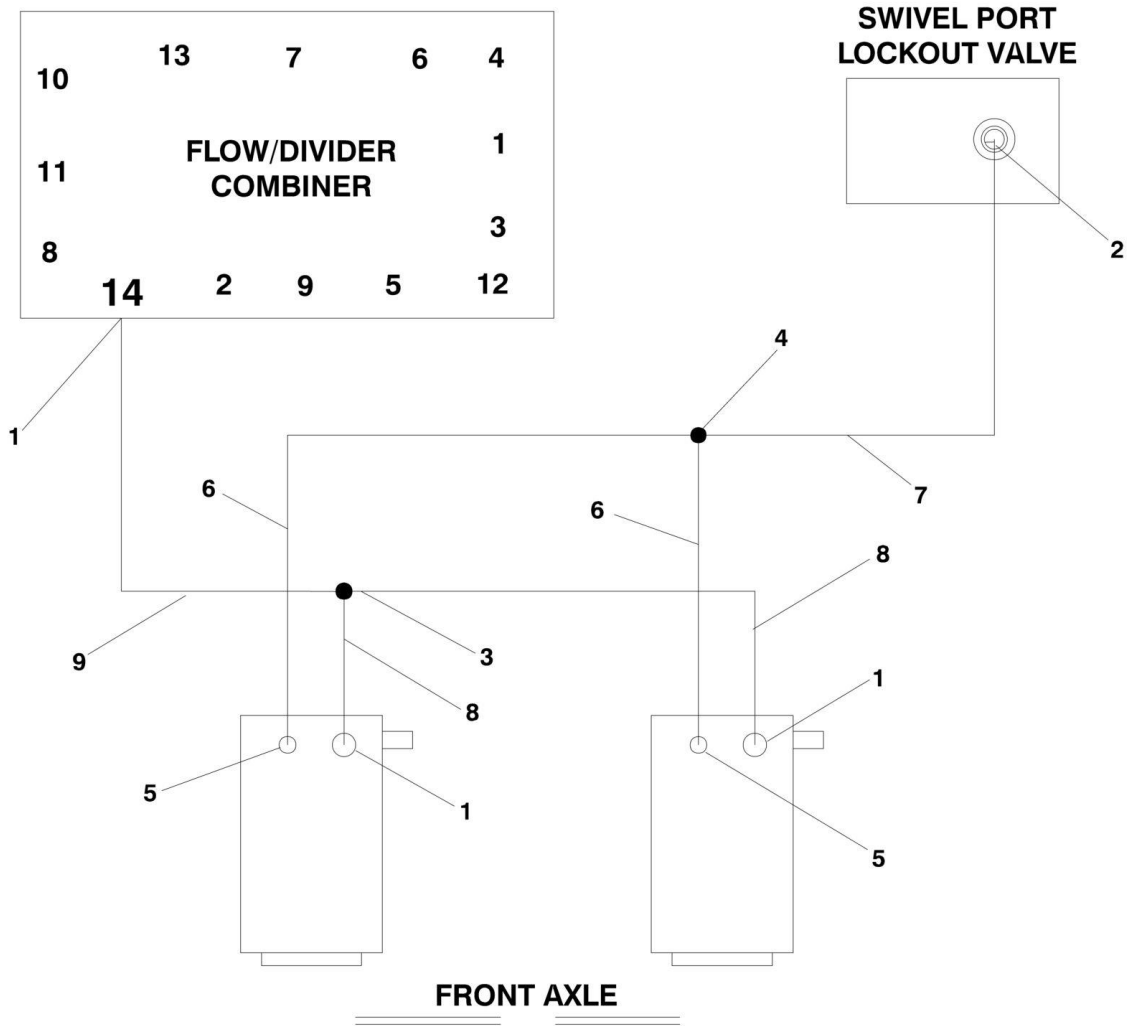 SWIVEL PORT
LOCKOUT VALVE
13 7 6 4
10
1
FLOW/DIVIDER
COMBINER
11
3
8
2
14 2 9 5 12
4
1
7
6
6
8
9
3
8
1
5
1
5
FRONT AXLE